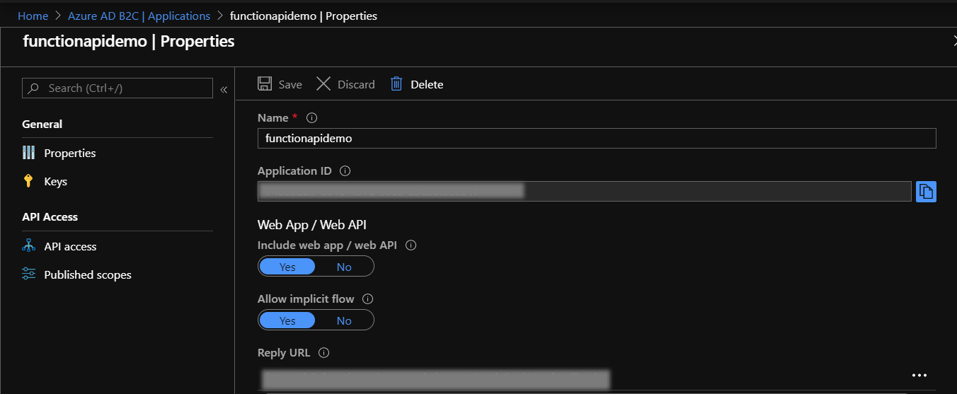 Home > Azure AD B2C | Applications > functionapidemo | Properties
functionapidemo | Properties
Search (Ctrl+/)
«
General
Properties
Keys
API Access
API access
Published scopes
Save Discard Delete
Name *
functionapidemo
Application ID
Web App / Web API
Include web app / web API
Yes No
Allow implicit flow
Yes No
Reply URL
...